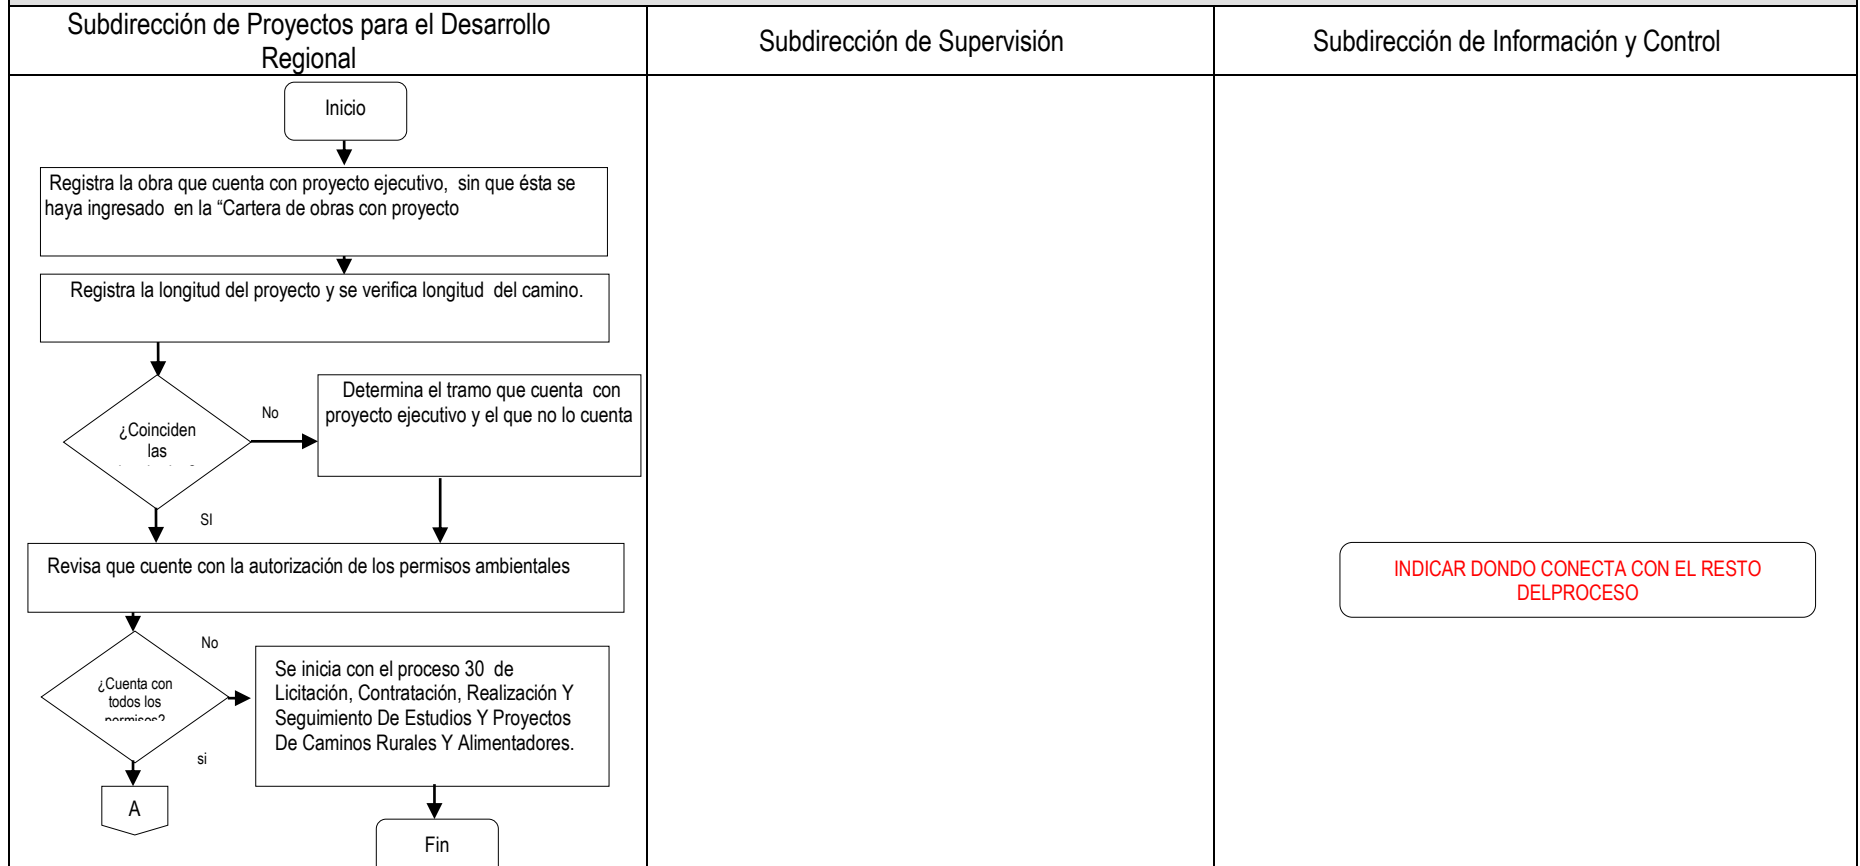 Subdirección de Proyectos para el Desarrollo
Regional
Subdirección de Supervisión
Subdirección de Información y Control
Inicio
Registra la obra que cuenta con proyecto ejecutivo, sin que ésta se
haya ingresado en la “Cartera de obras con proyecto
Registra la longitud del proyecto y se verifica longitud del camino.
¿Coinciden
las
No
Determina el tramo que cuenta con
proyecto ejecutivo y el que no lo cuenta
SI
Revisa que cuente con la autorización de los permisos ambientales
INDICAR DONDO CONECTA CON EL RESTO
DELPROCESO
No
¿Cuenta con
todos los
permisos?
Se inicia con el proceso 30 de
Licitación, Contratación, Realización Y
Seguimiento De Estudios Y Proyectos
De Caminos Rurales Y Alimentadores.
si
A
Fin